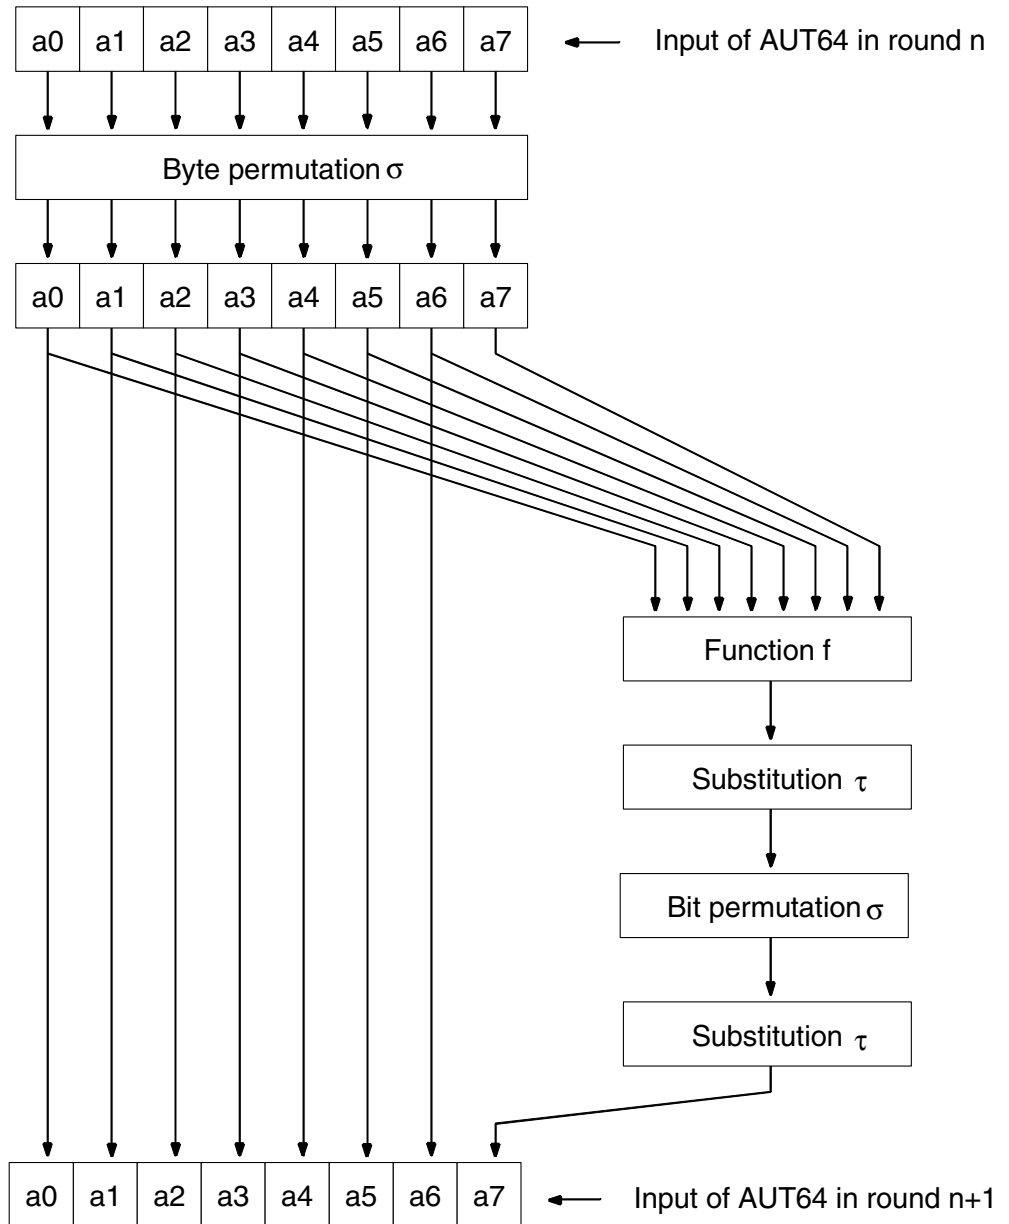 a0 a1 a2 a3 a4 a5 a6 a7 Input of AUT64 in round n
Byte permutation σ
a0 a1 a2 a3 a4 a5 a6 a7
Function f
Substitution τ
Bit permutation σ
Substitution τ
a0 a1 a2 a3 a4 a5 a6 a7 Input of AUT64 in round n+1